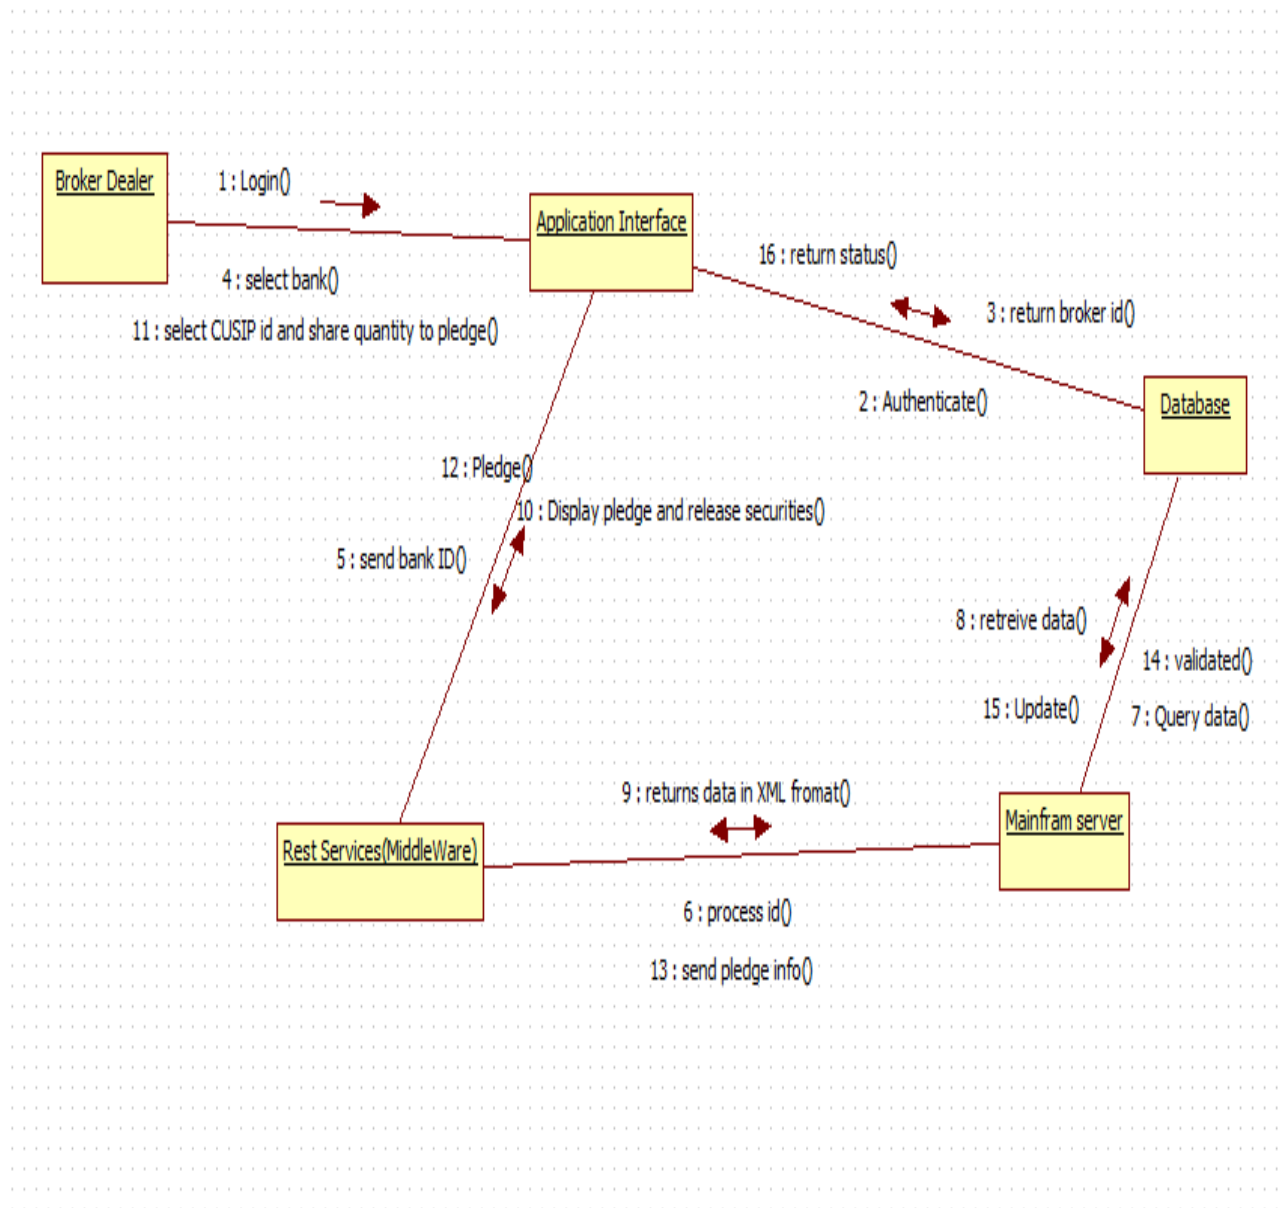 Broker Dealer
1 : Login()
Application Interface
16 : return status()
4 : select bank()
3 : return broker id()
11 : select CUSIP id and share quantity to pledge()
2 : Authenticate()
Database
12 : Pledge()
10 : Display pledge and release securities()
5 : send bank ID()
8 : retreive data()
14 : validated()
15 : Update()
7 : Query data()
9 : returns data in XML fromat()
Mainfram server
Rest Services(MiddleWare)
6 : process id()
13 : send pledge info()